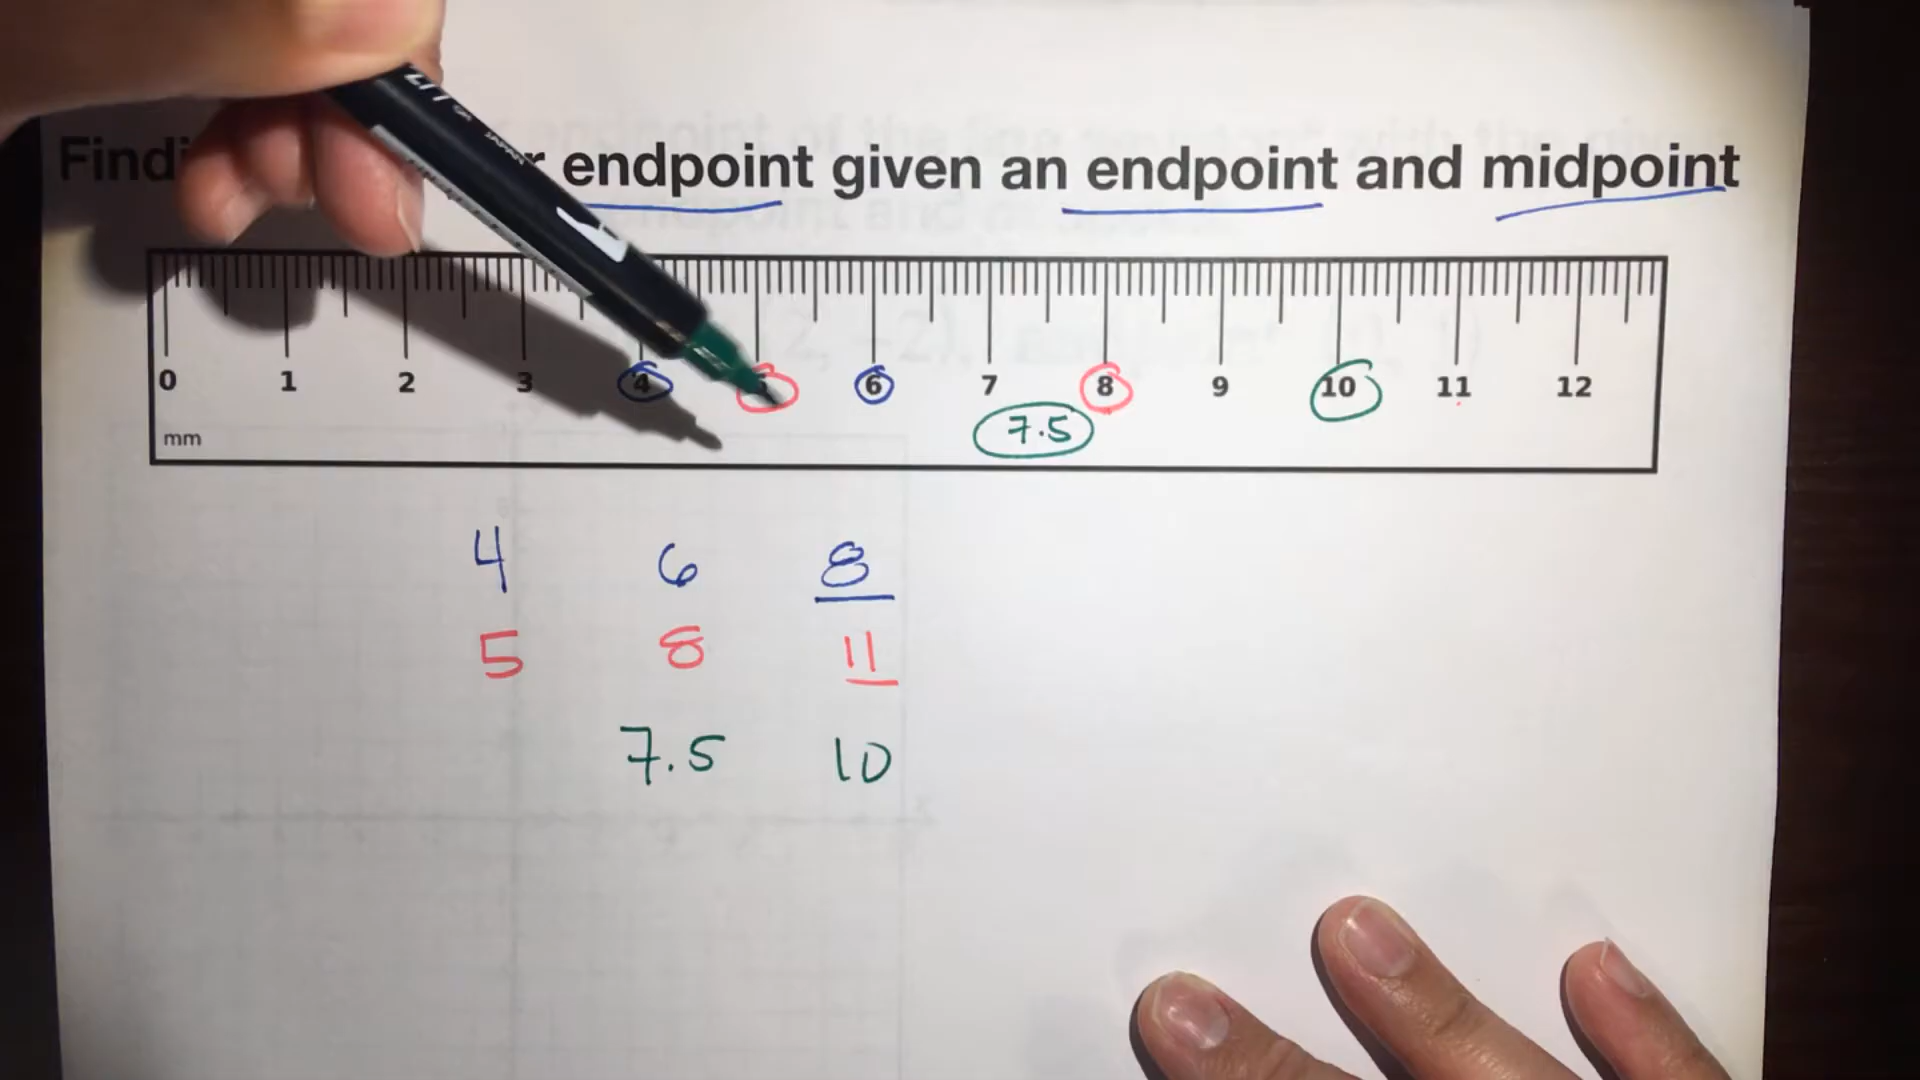 endpoint given an endpoint and midpoint
0 1 2 3 4 5 6 7 8 9 10 11 12
mm 7.5
4 6 8
5 8 11
7.5 10